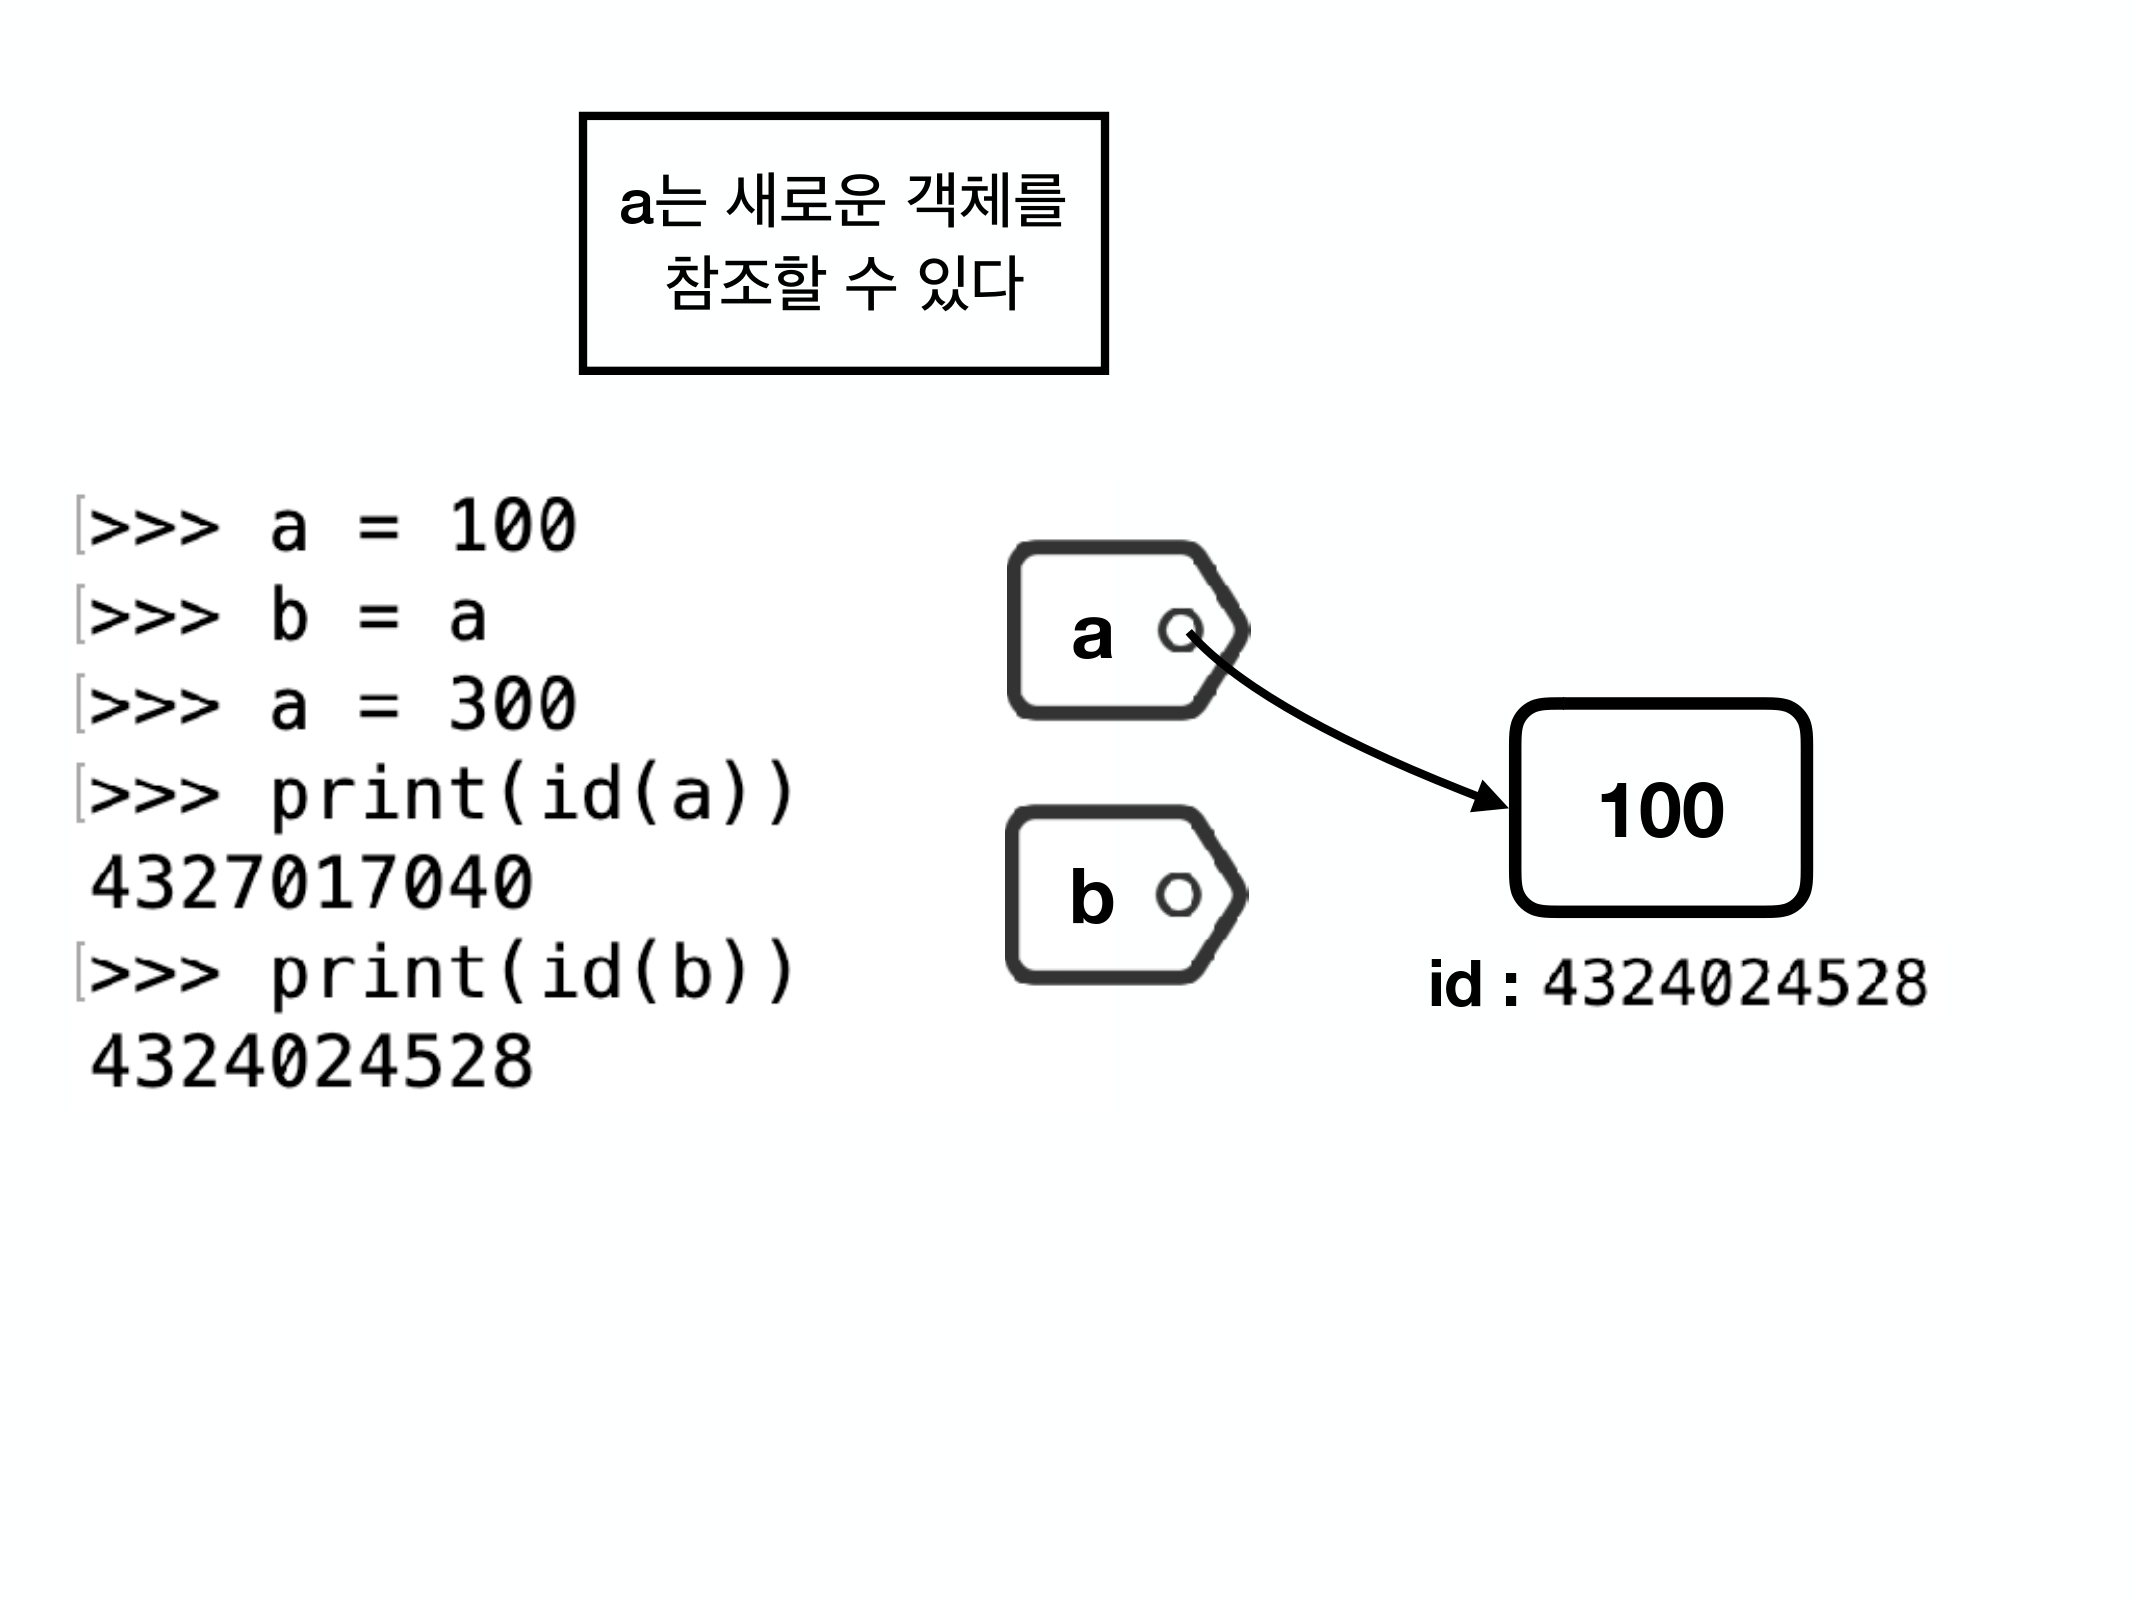 a는 새로운 객체를
참조할 수 있다
>>> a = 100
>>> b = a
>>> a = 300
>>> print(id(a))
4327017040
>>> print(id(b))
4324024528
a
b
100
id : 4324024528